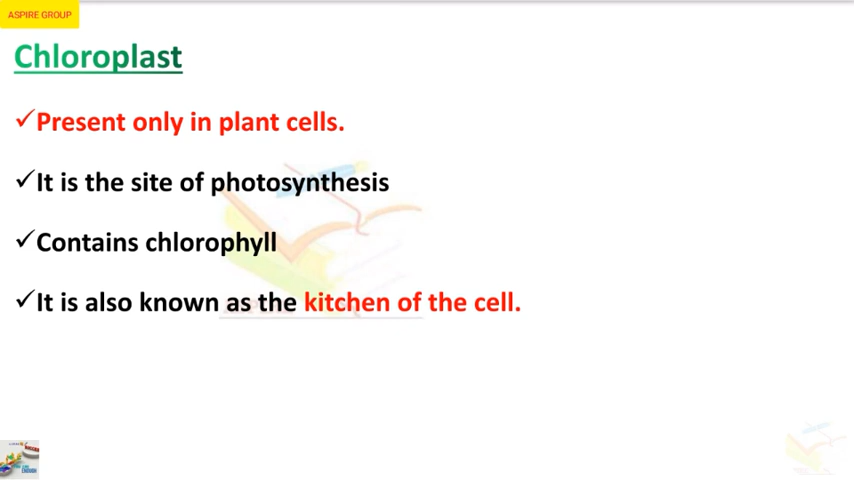 ASPIRE GROUP
Chloroplast
✓Present only in plant cells.
✓It is the site of photosynthesis
✓Contains chlorophyll
✓It is also known as the kitchen of the cell.